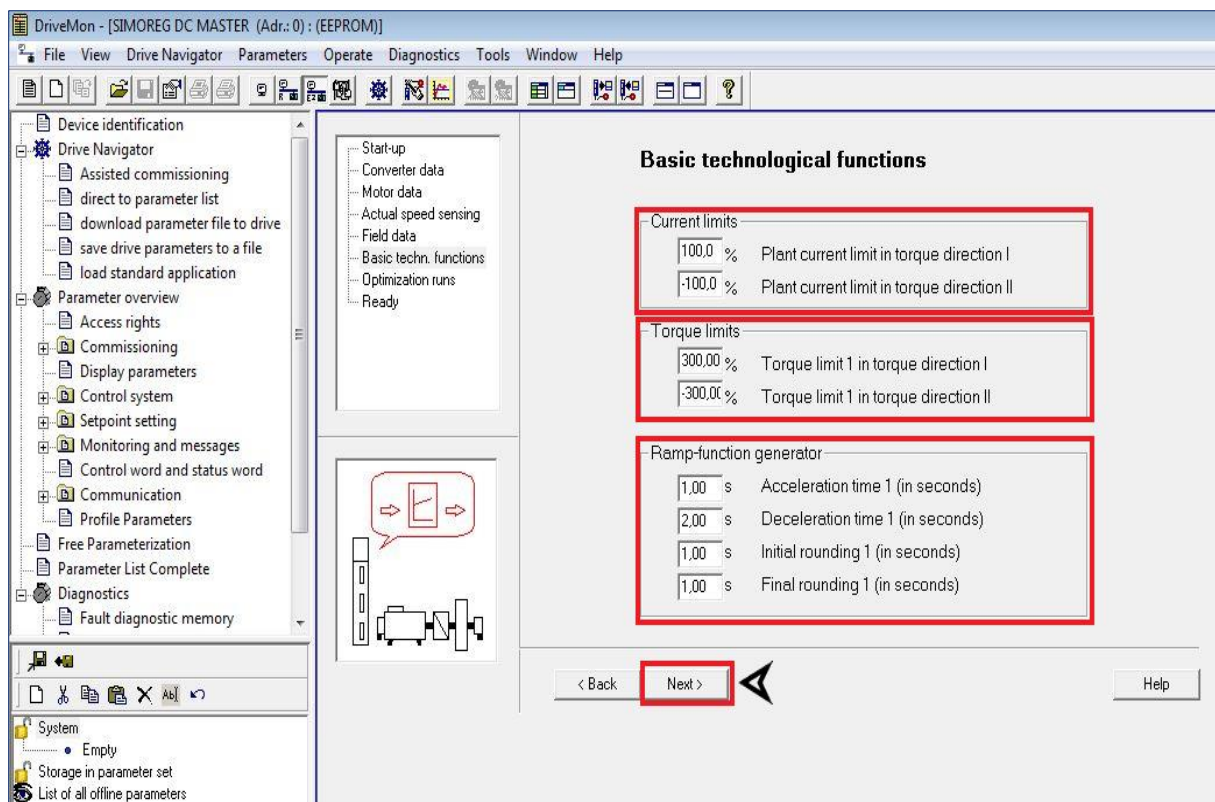 DriveMon - [SIMOREG DC MASTER (Adr.: 0) : (EEPROM)]
File View Drive Navigator Parameters Operate Diagnostics Tools Window Help
Device identification
Drive Navigator
Assisted commissioning
direct to parameter list
download parameter file to drive
save drive parameters to a file
load standard application
Parameter overview
Access rights
Commissioning
Display parameters
Control system
Setpoint setting
Monitoring and messages
Control word and status word
Communication
Profile Parameters
Free Parameterization
Parameter List Complete
Diagnostics
Fault diagnostic memory
System
Empty
Storage in parameter set
List of all offline parameters
Start-up
Converter data
Motor data
Actual speed sensing
Field data
Basic techn. functions
Optimization runs
Ready
Basic technological functions
Current limits
100,0 % Plant current limit in torque direction I
-100,0 % Plant current limit in torque direction II
Torque limits
300,00 % Torque limit 1 in torque direction I
-300,00 % Torque limit 1 in torque direction II
Ramp-function generator
1,00 s Acceleration time 1 (in seconds)
2,00 s Deceleration time 1 (in seconds)
1,00 s Initial rounding 1 (in seconds)
1,00 s Final rounding 1 (in seconds)
< Back Next > Help